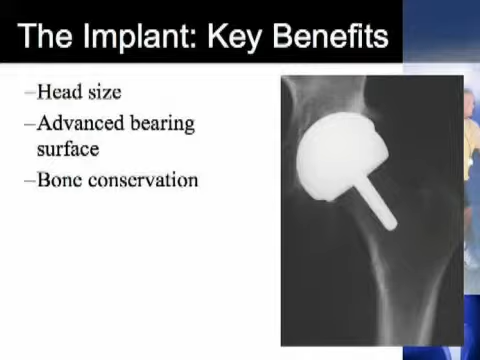 The Implant: Key Benefits
–Head size
–Advanced bearing
surface
–Bone conservation